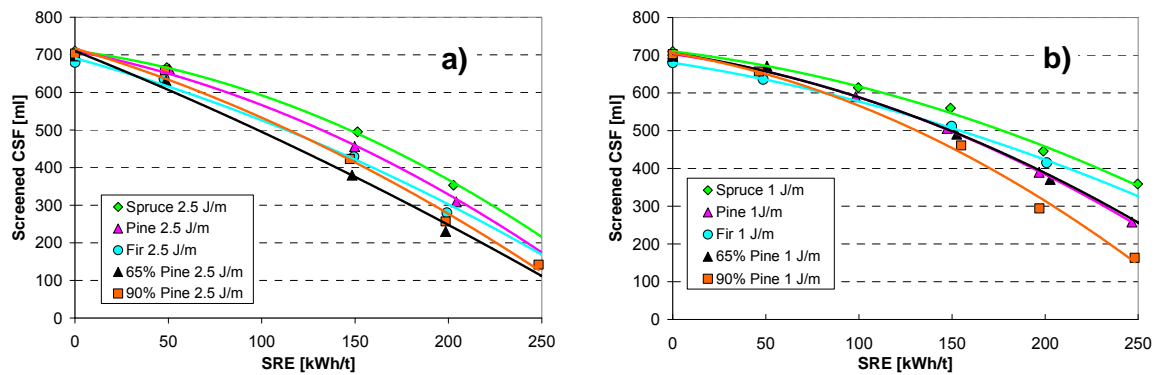 a)
Screened CSF [ml]
800
700
600
500
400
300
200
100
0
Spruce 2.5 J/m
Pine 2.5 J/m
Fir 2.5 J/m
65% Pine 2.5 J/m
90% Pine 2.5 J/m
0 50 100 150 200 250
SRE [kWh/t]
b)
Screened CSF [ml]
800
700
600
500
400
300
200
100
0
Spruce 1 J/m
Pine 1J/m
Fir 1 J/m
65% Pine 1 J/m
90% Pine 1 J/m
0 50 100 150 200 250
SRE [kWh/t]